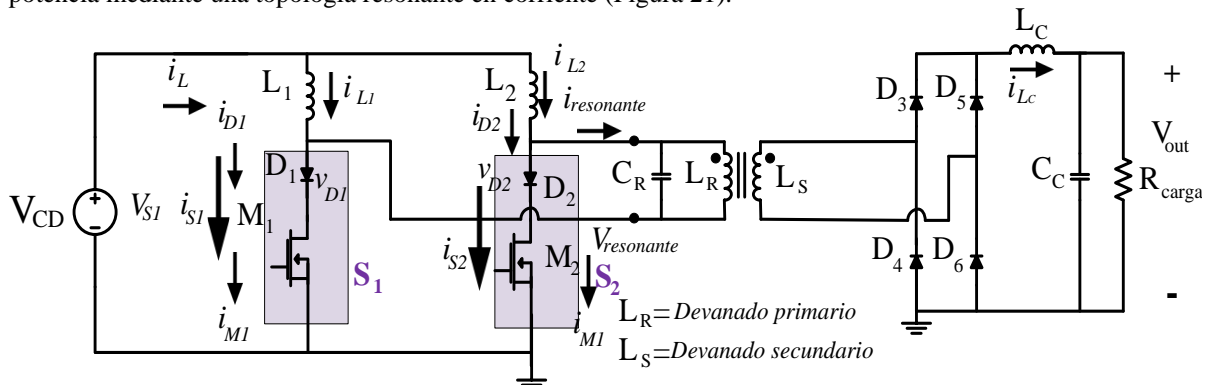 potencia mediante una topología resonante en corriente (Figura 21).
L_C
i_L
L_1
i_L1
L_2
i_L2
i_resonante
i_Lc
+
D_3
D_5
i_D1
i_D2
D_1
v_D1
v_D2
D_2
C_R
L_R
L_S
C_C
R_carga
V_out
V_CD
+
-
V_S1
i_S1
M_1
i_S2
M_2
V_resonante
D_4
D_6
S_1
S_2
-
i_M1
i_M1
L_R=Devanado primario
L_S=Devanado secundario